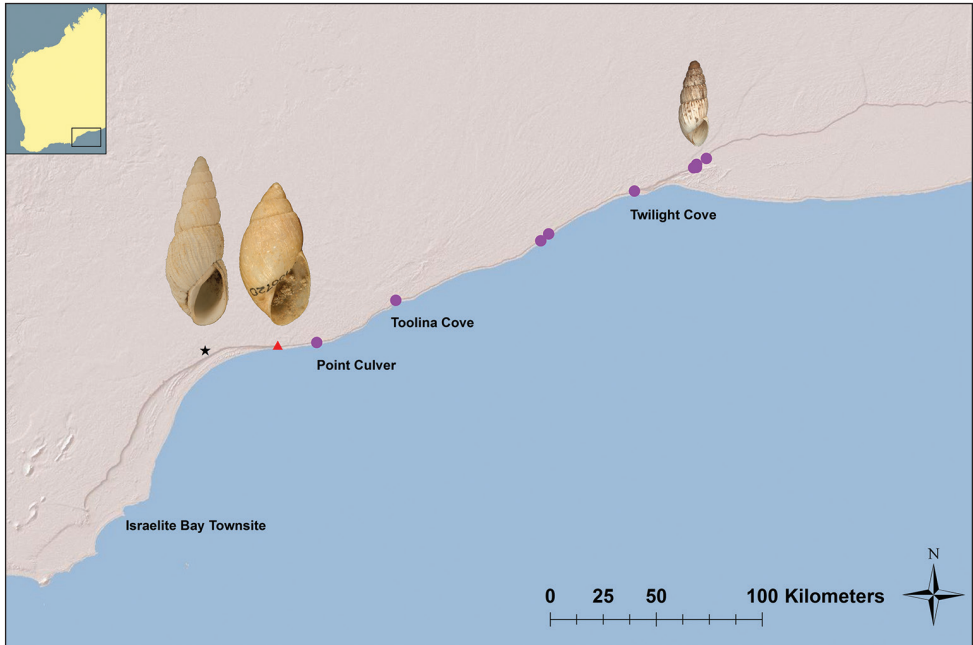 Twilight Cove
Toolina Cove
Point Culver
Israelite Bay Townsite
N
0 25 50 100 Kilometers